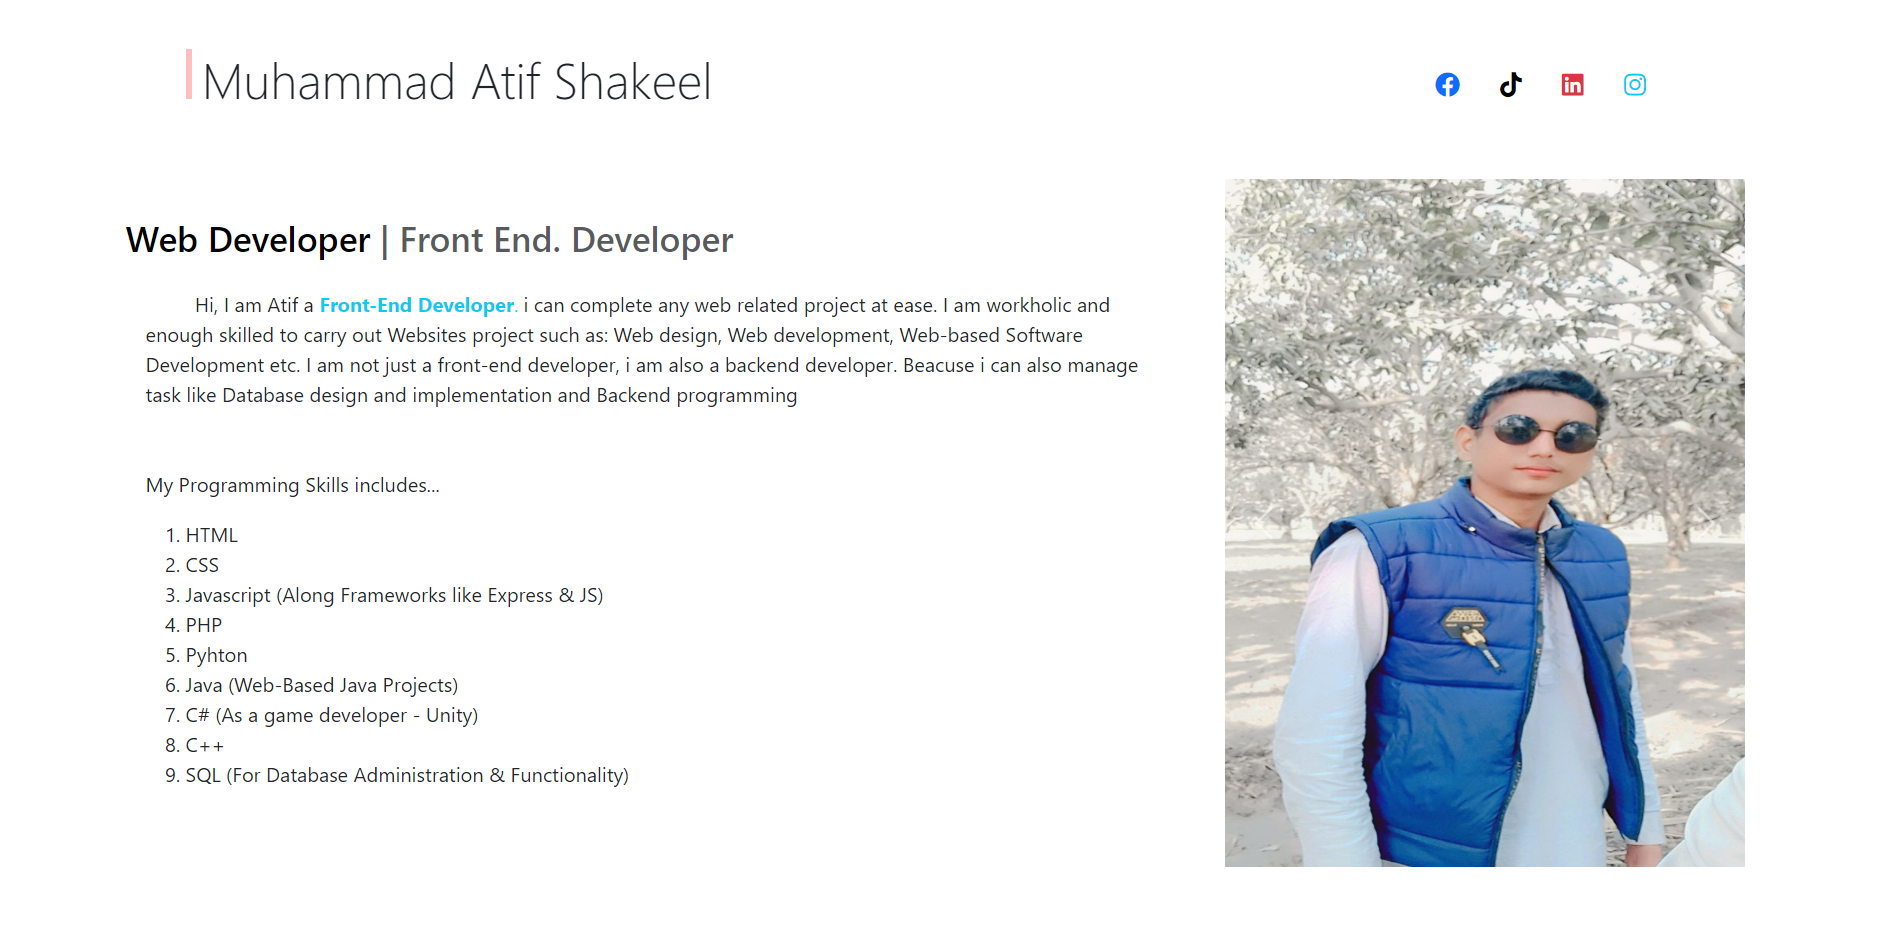 Muhammad Atif Shakeel
Web Developer | Front End. Developer
Hi, I am Atif a Front-End Developer. i can complete any web related project at ease. I am workholic and
enough skilled to carry out Websites project such as: Web design, Web development, Web-based Software
Development etc. I am not just a front-end developer, i am also a backend developer. Beacuse i can also manage
task like Database design and implementation and Backend programming
My Programming Skills includes...
1. HTML
2. CSS
3. Javascript (Along Frameworks like Express & JS)
4. PHP
5. Pyhton
6. Java (Web-Based Java Projects)
7. C# (As a game developer - Unity)
8. C++
9. SQL (For Database Administration & Functionality)